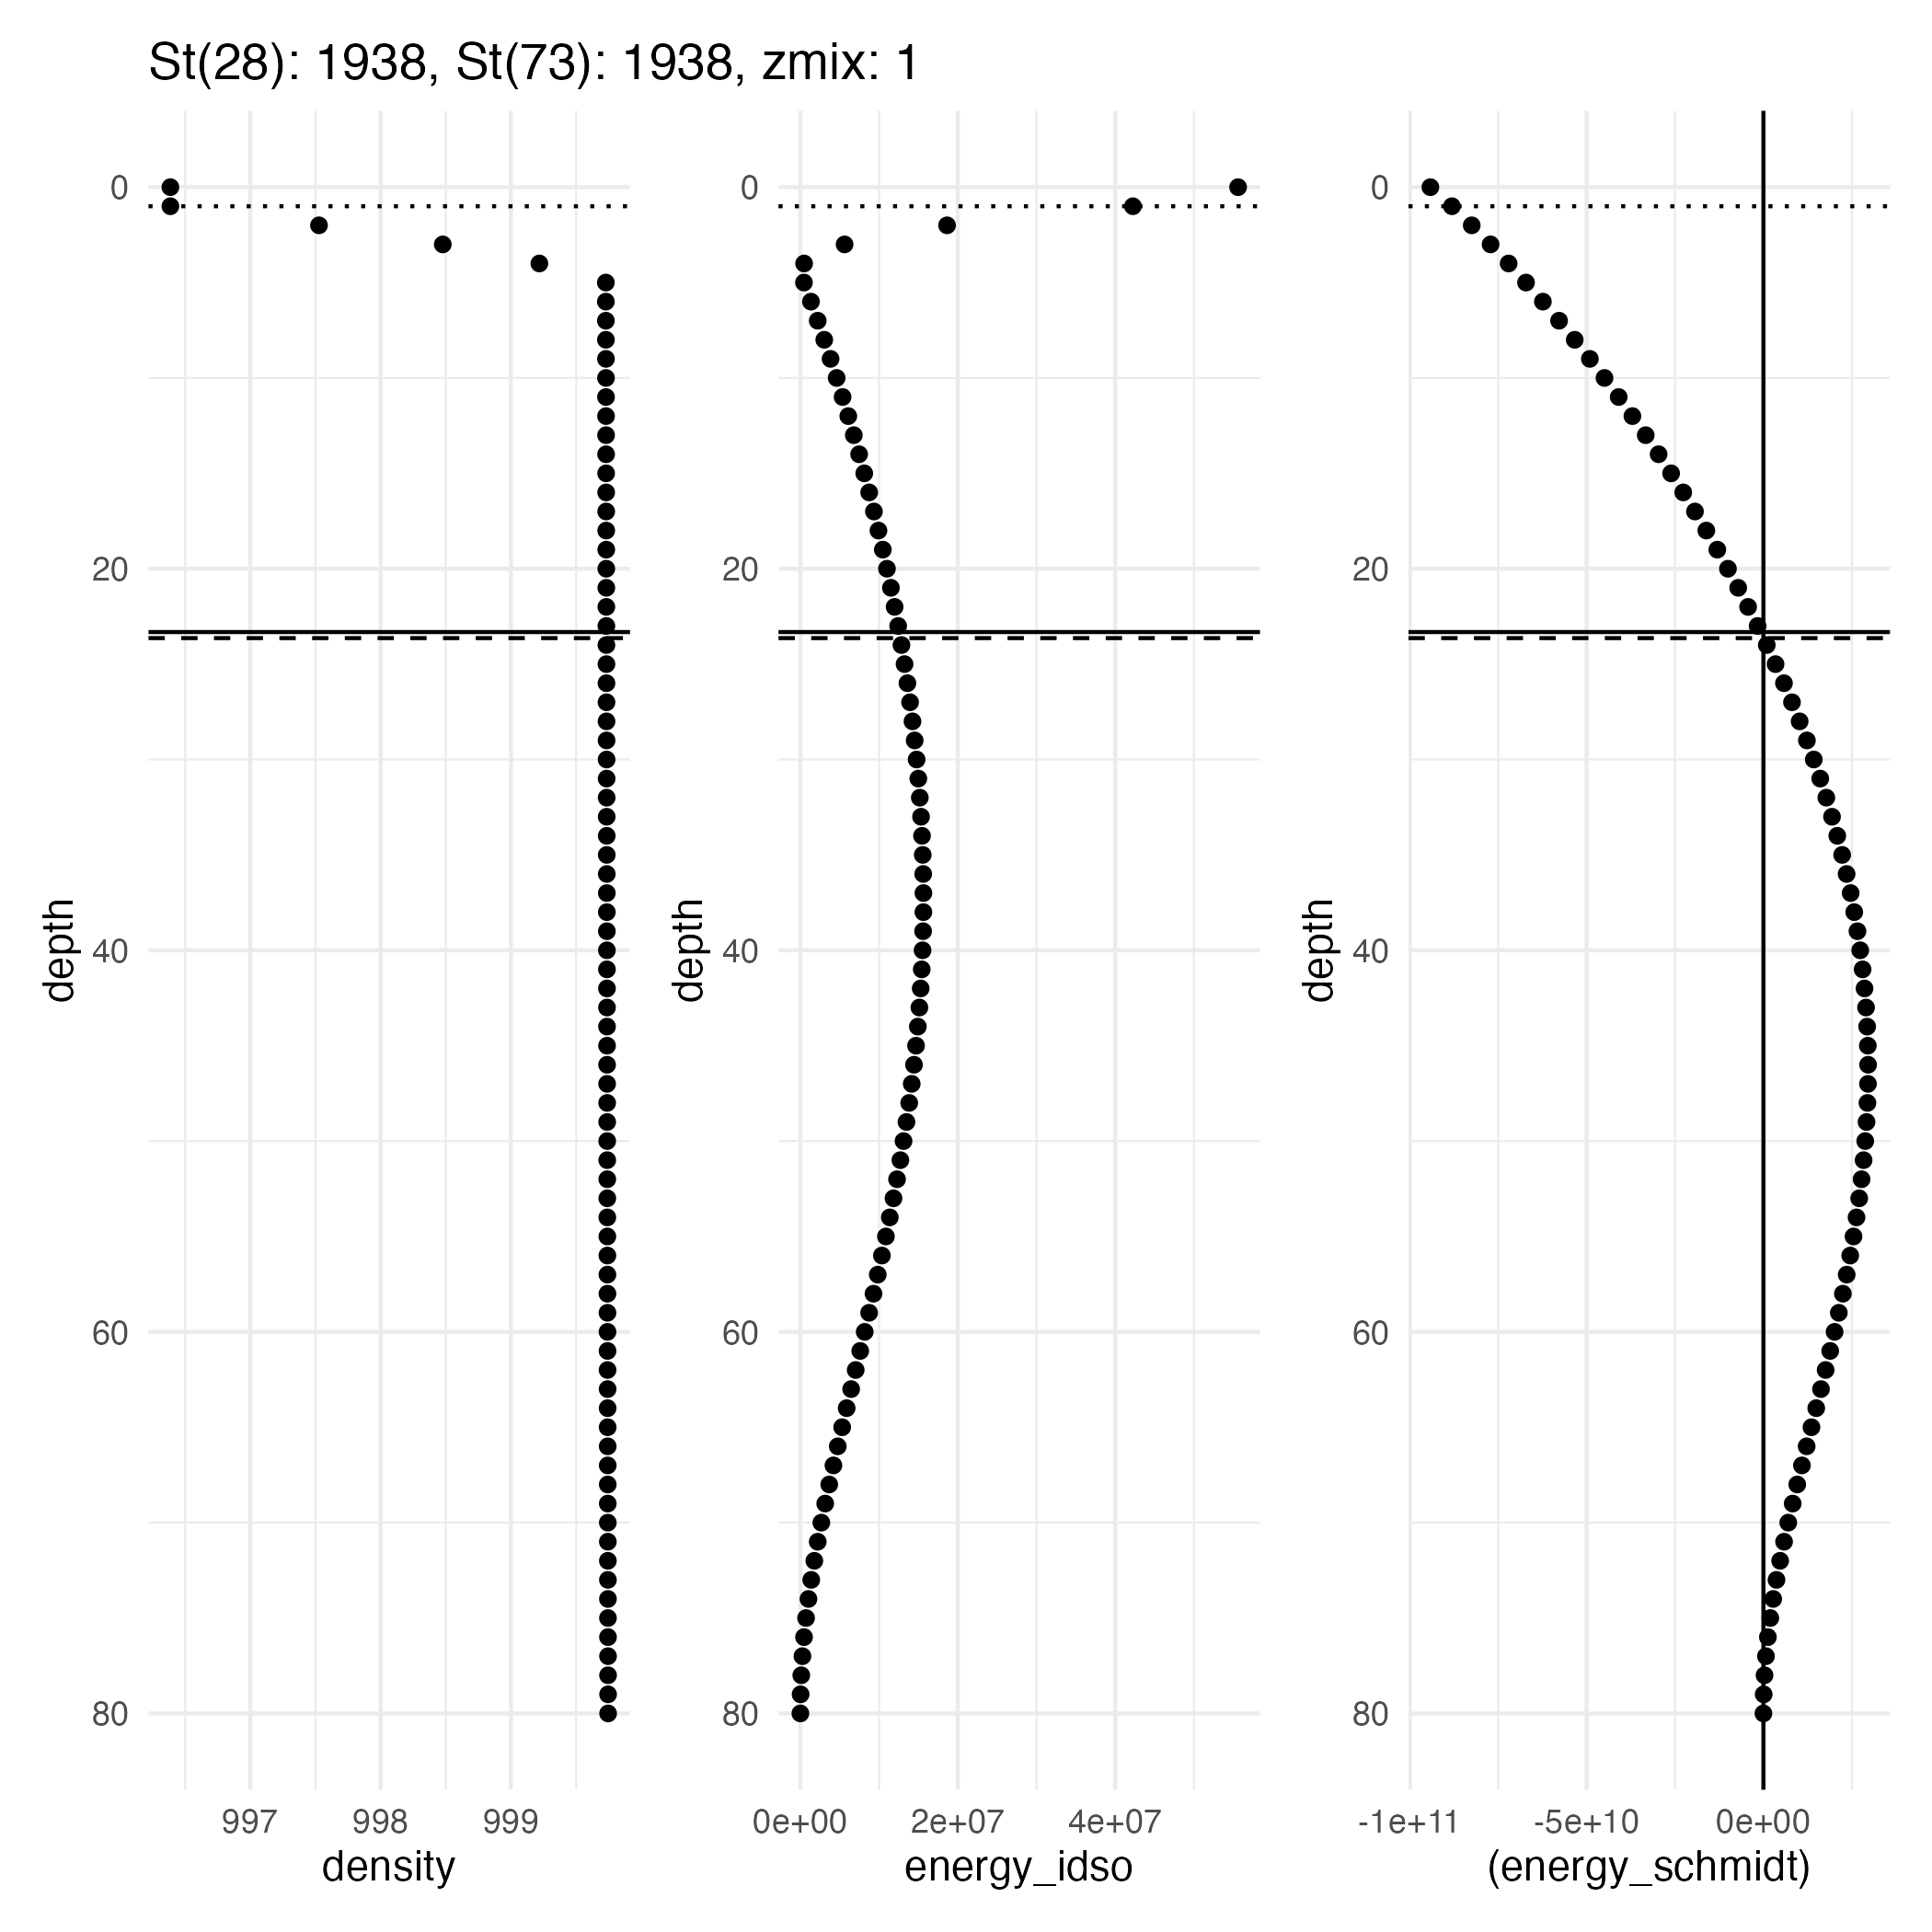 St(28): 1938, St(73): 1938, zmix: 1
depth
0
20
40
60
80
997 998 999
density
depth
0
20
40
60
80
0e+00 2e+07 4e+07
energy_idso
depth
0
20
40
60
80
-1e+11 -5e+10 0e+00
(energy_schmidt)